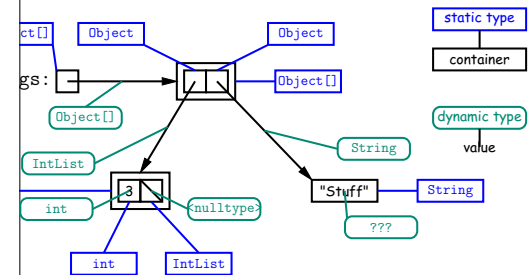 ct[]
Object
Object
static type
container
gs:
Object[]
Object[]
dynamic type
value
IntList
String
3
"Stuff"
String
int
<nulltype>
???
int
IntList